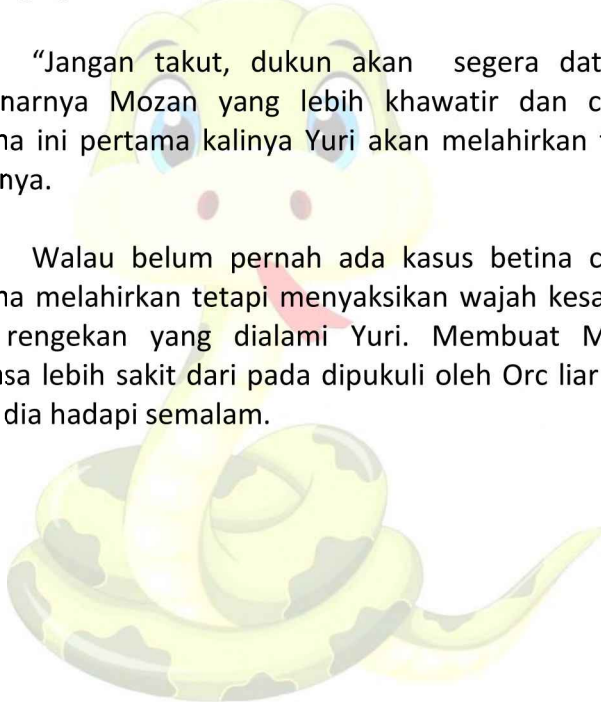 “Jangan takut, dukun akan segera dat
narnya Mozan yang lebih khawatir dan c
na ini pertama kalinya Yuri akan melahirkan
nya.
Walau belum pernah ada kasus betina c
na melahirkan tetapi menyaksikan wajah kesa
rengekan yang dialami Yuri. Membuat M
asa lebih sakit dari pada dipukuli oleh Orc liar
dia hadapi semalam.